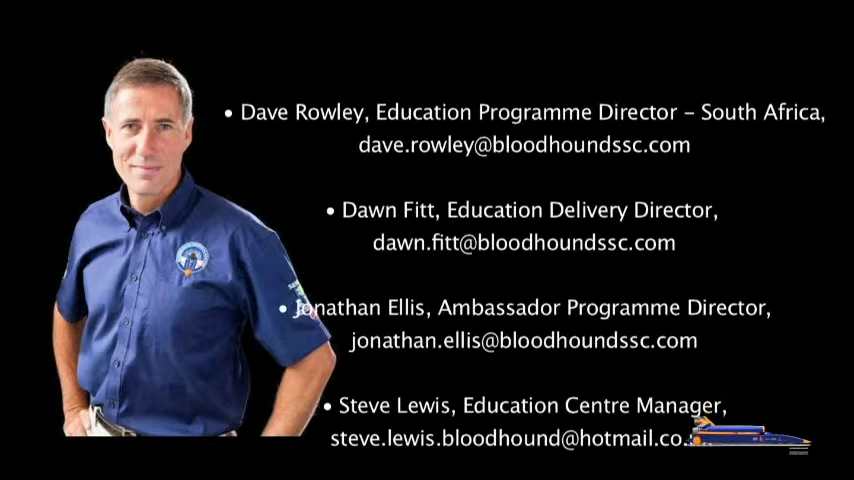 • Dave Rowley, Education Programme Director – South Africa,
dave.rowley@bloodhoundssc.com
• Dawn Fitt, Education Delivery Director,
dawn.fitt@bloodhoundssc.com
• Jonathan Ellis, Ambassador Programme Director,
jonathan.ellis@bloodhoundssc.com
• Steve Lewis, Education Centre Manager,
steve.lewis.bloodhound@hotmail.co.